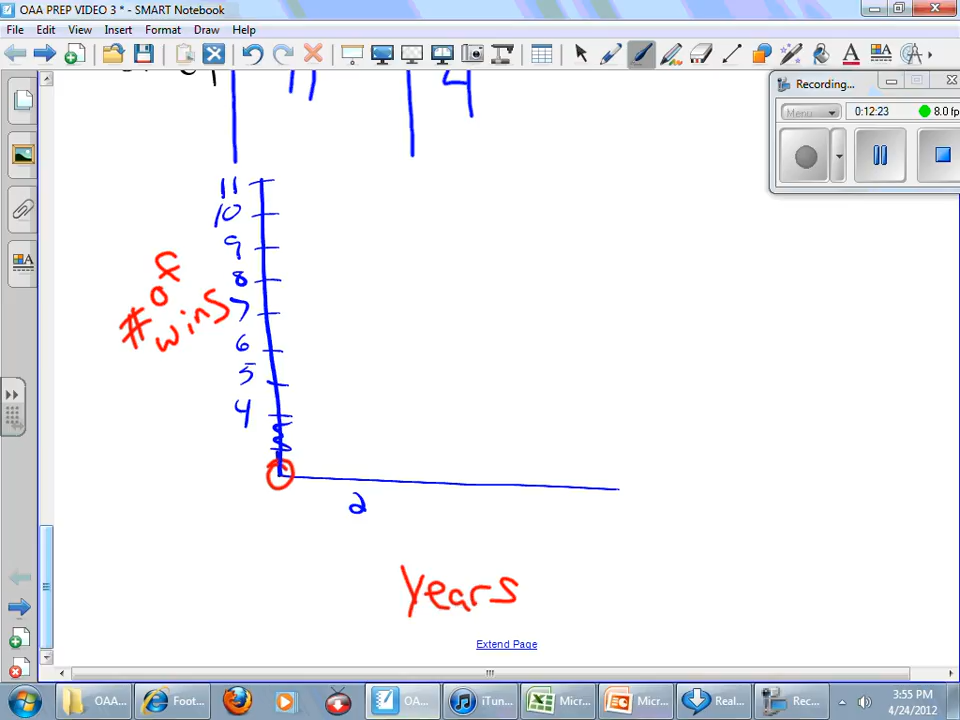 OAA PREP VIDEO 3 * - SMART Notebook
File Edit View Insert Format Draw Help
Recording...
Menu 0:12:23 8.0 fp
11 4
11
10
9
8
7
6
5
4
# of wins
2
years
Extend Page
OAA... Foot... OA... iTun... Micr... Micr... Real... Rec...
3:55 PM
4/24/2012